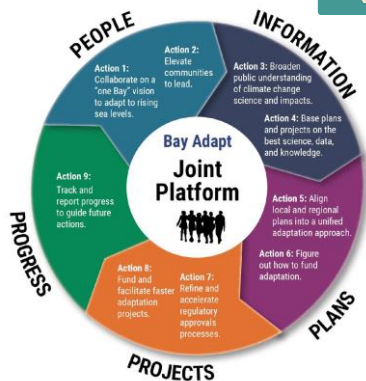 PEOPLE
Action 1:
Collaborate on a
"one Bay" vision
to adapt to rising
sea levels.
Action 2:
Elevate
communities
to lead.
INFORMATION
Action 3: Broaden
public understanding
of climate change
science and impacts.
Action 4: Base plans
and projects on the
best science, data,
and knowledge.
Bay Adapt
Joint
Platform
PLANS
Action 5: Align
local and regional
plans into a unified
adaptation approach.
Action 6: Figure
out how to fund
adaptation.
PROJECTS
Action 7:
Refine and
accelerate
regulatory
approvals
processes.
Action 8:
Fund and
facilitate faster
adaptation
projects.
PROGRESS
Action 9:
Track and
report progress
to guide future
actions.